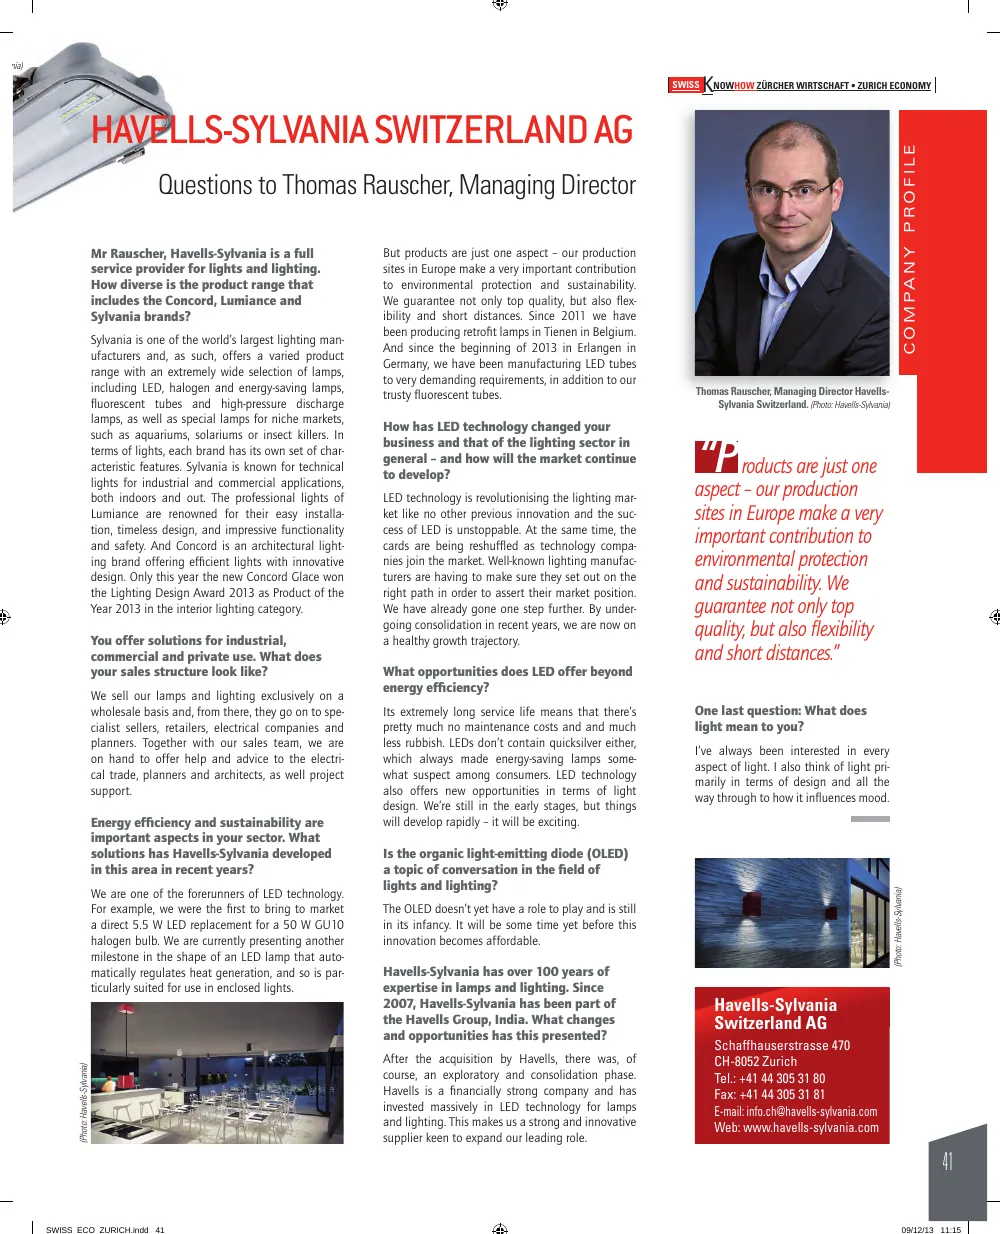 nia)
SWISS KNOWHOW ZÜRCHER WIRTSCHAFT • ZURICH ECONOMY
HAVELLS-SYLVANIA SWITZERLAND AG
Questions to Thomas Rauscher, Managing Director
COMPANY PROFILE
Mr Rauscher, Havells-Sylvania is a full
service provider for lights and lighting.
How diverse is the product range that
includes the Concord, Lumiance and
Sylvania brands?
Sylvania is one of the world's largest lighting man-
ufacturers and, as such, offers a varied product
range with an extremely wide selection of lamps,
including LED, halogen and energy-saving lamps,
fluorescent tubes and high-pressure discharge
lamps, as well as special lamps for niche markets,
such as aquariums, solariums or insect killers. In
terms of lights, each brand has its own set of char-
acteristic features. Sylvania is known for technical
lights for industrial and commercial applications,
both indoors and out. The professional lights of
Lumiance are renowned for their easy installa-
tion, timeless design, and impressive functionality
and safety. And Concord is an architectural light-
ing brand offering efficient lights with innovative
design. Only this year the new Concord Glace won
the Lighting Design Award 2013 as Product of the
Year 2013 in the interior lighting category.
You offer solutions for industrial,
commercial and private use. What does
your sales structure look like?
We sell our lamps and lighting exclusively on a
wholesale basis and, from there, they go on to spe-
cialist sellers, retailers, electrical companies and
planners. Together with our sales team, we are
on hand to offer help and advice to the electri-
cal trade, planners and architects, as well project
support.
Energy efficiency and sustainability are
important aspects in your sector. What
solutions has Havells-Sylvania developed
in this area in recent years?
We are one of the forerunners of LED technology.
For example, we were the first to bring to market
a direct 5.5 W LED replacement for a 50 W GU10
halogen bulb. We are currently presenting another
milestone in the shape of an LED lamp that auto-
matically regulates heat generation, and so is par-
ticularly suited for use in enclosed lights.
(Photo: Havells-Sylvania)
But products are just one aspect – our production
sites in Europe make a very important contribution
to environmental protection and sustainability.
We guarantee not only top quality, but also flex-
ibility and short distances. Since 2011 we have
been producing retrofit lamps in Tienen in Belgium.
And since the beginning of 2013 in Erlangen in
Germany, we have been manufacturing LED tubes
to very demanding requirements, in addition to our
trusty fluorescent tubes.
How has LED technology changed your
business and that of the lighting sector in
general – and how will the market continue
to develop?
LED technology is revolutionising the lighting mar-
ket like no other previous innovation and the suc-
cess of LED is unstoppable. At the same time, the
cards are being reshuffled as technology compa-
nies join the market. Well-known lighting manufac-
turers are having to make sure they set out on the
right path in order to assert their market position.
We have already gone one step further. By under-
going consolidation in recent years, we are now on
a healthy growth trajectory.
What opportunities does LED offer beyond
energy efficiency?
Its extremely long service life means that there's
pretty much no maintenance costs and and much
less rubbish. LEDs don't contain quicksilver either,
which always made energy-saving lamps some-
what suspect among consumers. LED technology
also offers new opportunities in terms of light
design. We're still in the early stages, but things
will develop rapidly – it will be exciting.
Is the organic light-emitting diode (OLED)
a topic of conversation in the field of
lights and lighting?
The OLED doesn't yet have a role to play and is still
in its infancy. It will be some time yet before this
innovation becomes affordable.
Havells-Sylvania has over 100 years of
expertise in lamps and lighting. Since
2007, Havells-Sylvania has been part of
the Havells Group, India. What changes
and opportunities has this presented?
After the acquisition by Havells, there was, of
course, an exploratory and consolidation phase.
Havells is a financially strong company and has
invested massively in LED technology for lamps
and lighting. This makes us a strong and innovative
supplier keen to expand our leading role.
Thomas Rauscher, Managing Director Havells-
Sylvania Switzerland. (Photo: Havells-Sylvania)
"Products are just one
aspect – our production
sites in Europe make a very
important contribution to
environmental protection
and sustainability. We
guarantee not only top
quality, but also flexibility
and short distances."
One last question: What does
light mean to you?
I've always been interested in every
aspect of light. I also think of light pri-
marily in terms of design and all the
way through to how it influences mood.
(Photo: Havells-Sylvania)
Havells-Sylvania
Switzerland AG
Schaffhauserstrasse 470
CH-8052 Zurich
Tel.: +41 44 305 31 80
Fax: +41 44 305 31 81
E-mail: info.ch@havells-sylvania.com
Web: www.havells-sylvania.com
41
SWISS_ECO_ZURICH.indd 41
09/12/13 11:15